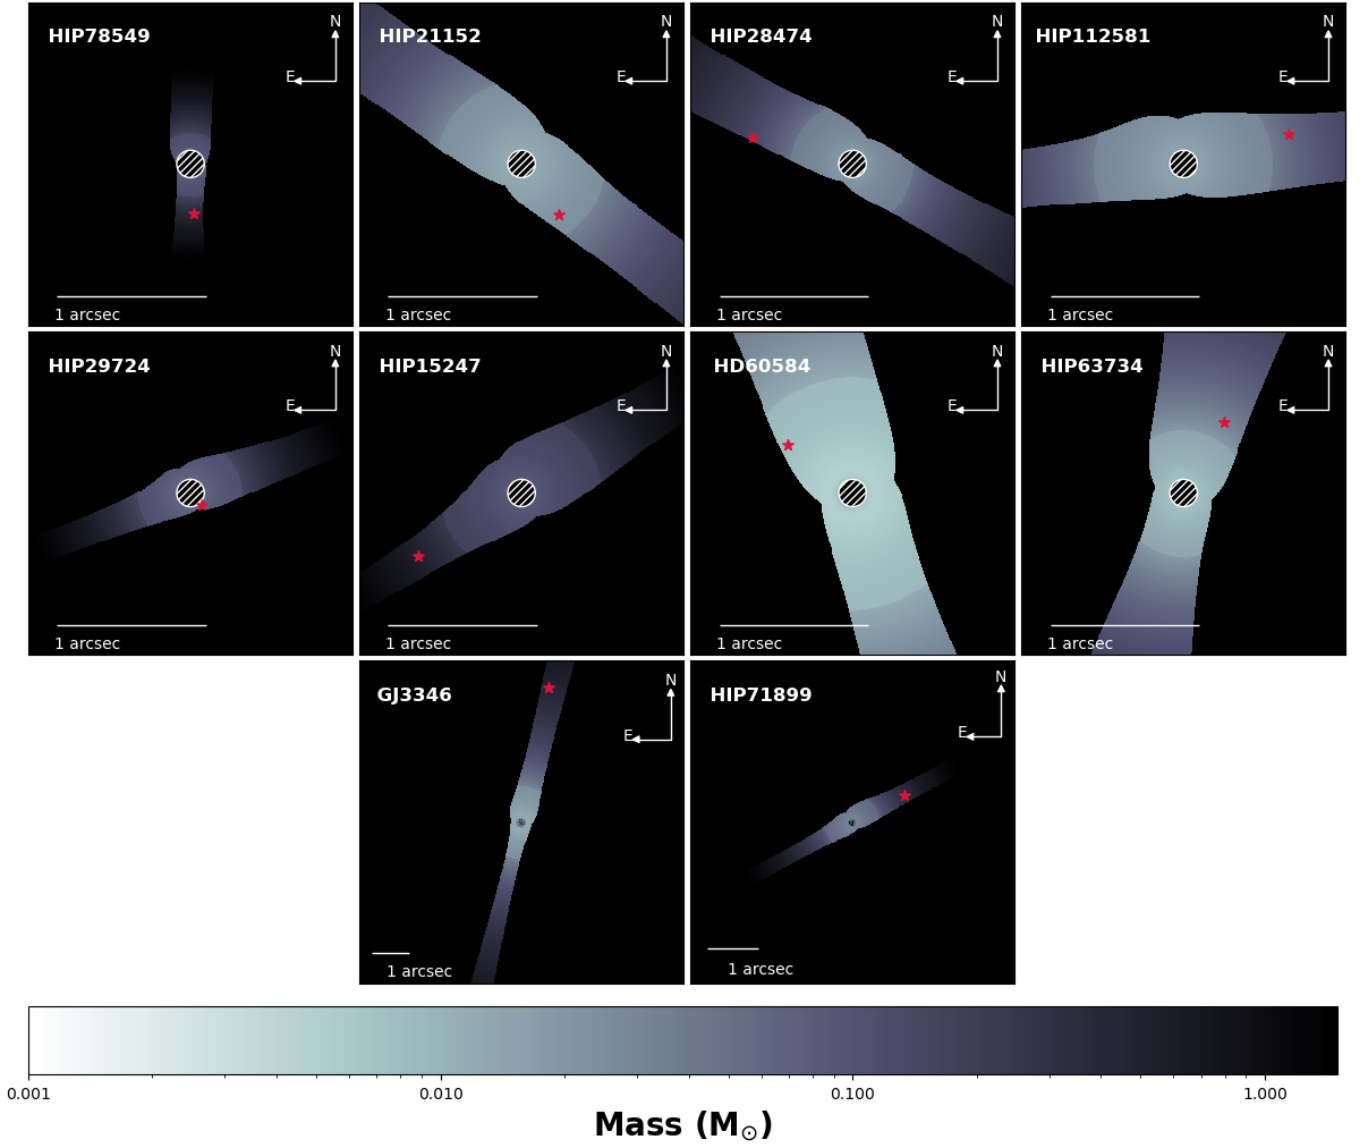 HIP78549
N
E
1 arcsec
HIP21152
N
E
1 arcsec
HIP28474
N
E
1 arcsec
HIP112581
N
E
1 arcsec
HIP29724
N
E
1 arcsec
HIP15247
N
E
1 arcsec
HD60584
N
E
1 arcsec
HIP63734
N
E
1 arcsec
GJ3346
N
E
1 arcsec
HIP71899
N
E
1 arcsec
0.001 0.010 0.100 1.000
Mass (M☉)